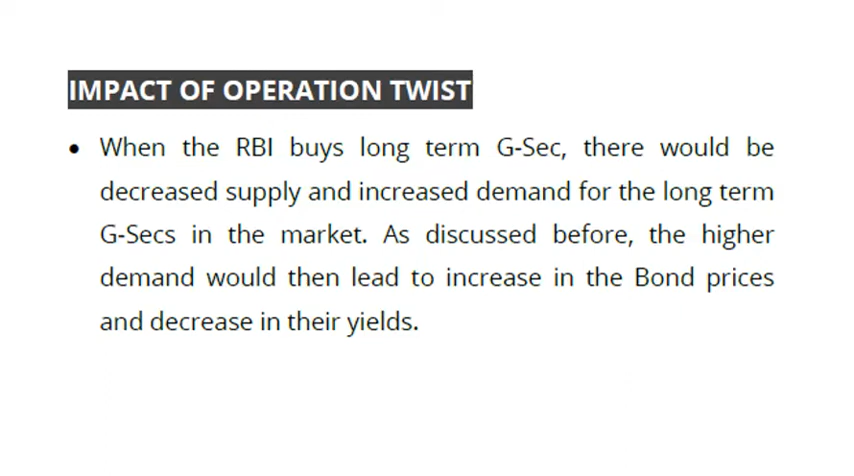 IMPACT OF OPERATION TWIST
• When the RBI buys long term G-Sec, there would be
decreased supply and increased demand for the long term
G-Secs in the market. As discussed before, the higher
demand would then lead to increase in the Bond prices
and decrease in their yields.